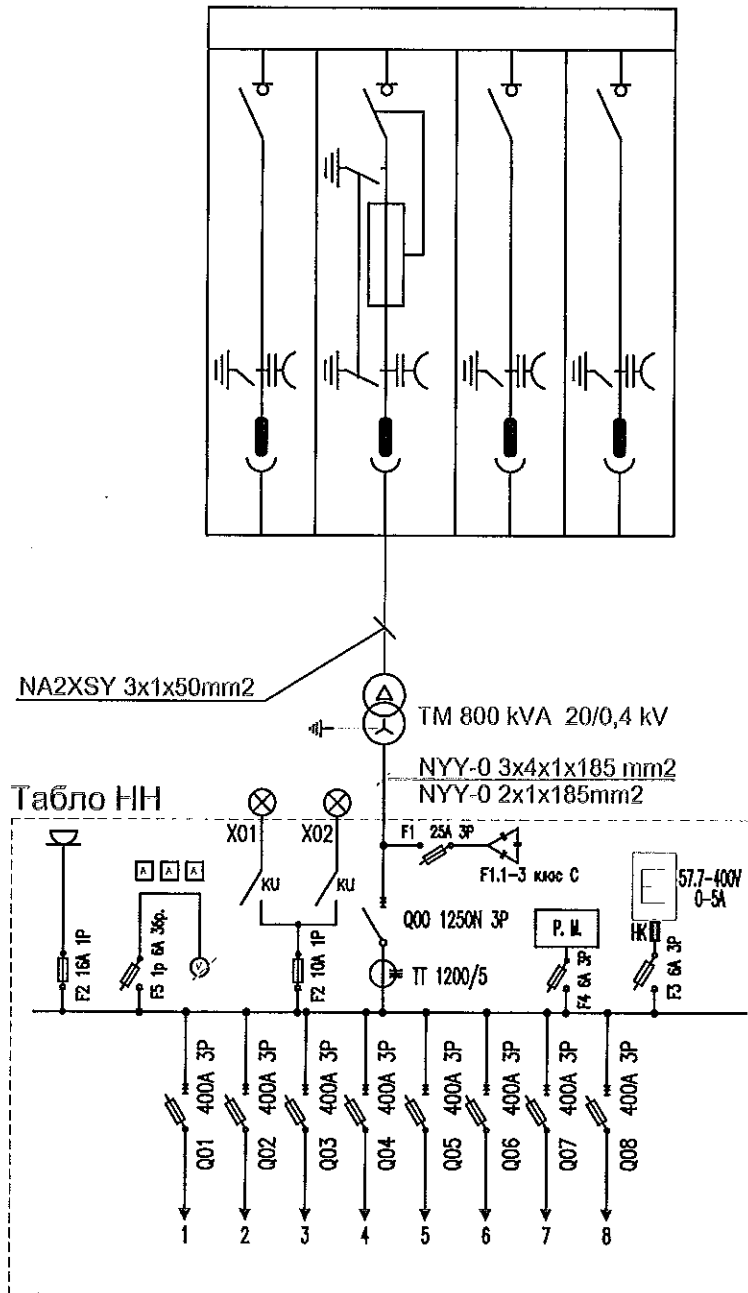 NA2XSY 3x1x50mm2
TM 800 kVA 20/0,4 kV
NYY-0 3x4x1x185 mm2
NYY-0 2x1x185mm2
Табло НН
X01
X02
F1 25A 3P
F1.1-3 клас C
57.7-400V
0-5A
A A A
KU
KU
Q00 1250N 3P
P. M.
НК
F2 16A 1P
F5 1p 6A 3бр.
V
F2 10A 1P
ТТ 1200/5
F4 6A 3P
F3 6A 3P
Q01 400A 3P
Q02 400A 3P
Q03 400A 3P
Q04 400A 3P
Q05 400A 3P
Q06 400A 3P
Q07 400A 3P
Q08 400A 3P
1 2 3 4 5 6 7 8